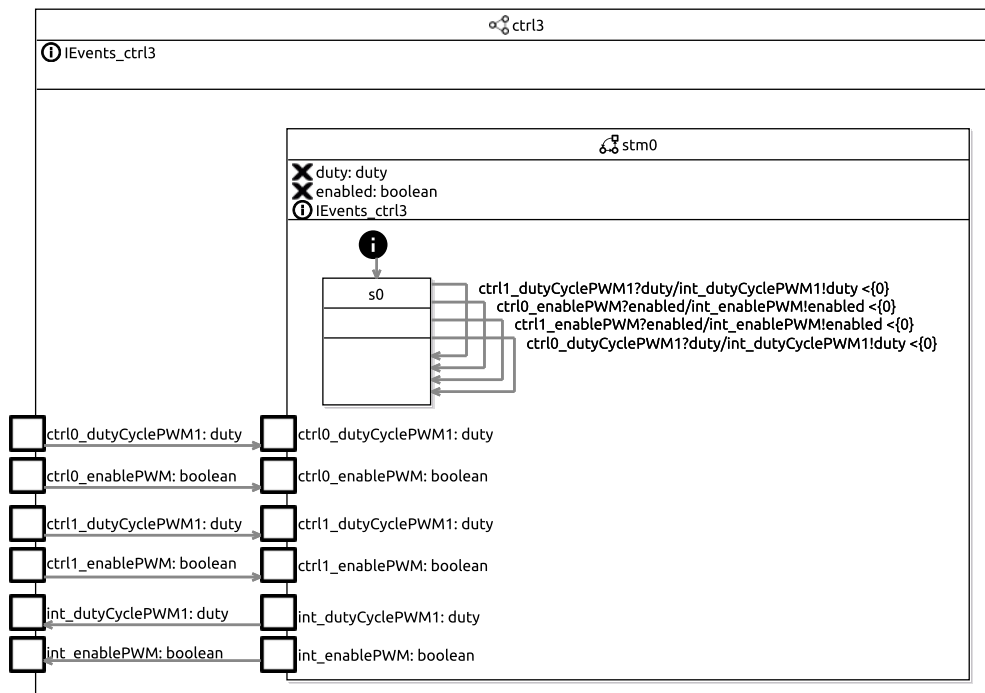 ctrl3
IEvents_ctrl3
stm0
duty: duty
enabled: boolean
IEvents_ctrl3
i
s0
ctrl1_dutyCyclePWM1?duty/int_dutyCyclePWM1!duty <{0}
ctrl0_enablePWM?enabled/int_enablePWM!enabled <{0}
ctrl1_enablePWM?enabled/int_enablePWM!enabled <{0}
ctrl0_dutyCyclePWM1?duty/int_dutyCyclePWM1!duty <{0}
ctrl0_dutyCyclePWM1: duty ctrl0_dutyCyclePWM1: duty
ctrl0_enablePWM: boolean ctrl0_enablePWM: boolean
ctrl1_dutyCyclePWM1: duty ctrl1_dutyCyclePWM1: duty
ctrl1_enablePWM: boolean ctrl1_enablePWM: boolean
int_dutyCyclePWM1: duty int_dutyCyclePWM1: duty
int_enablePWM: boolean int_enablePWM: boolean